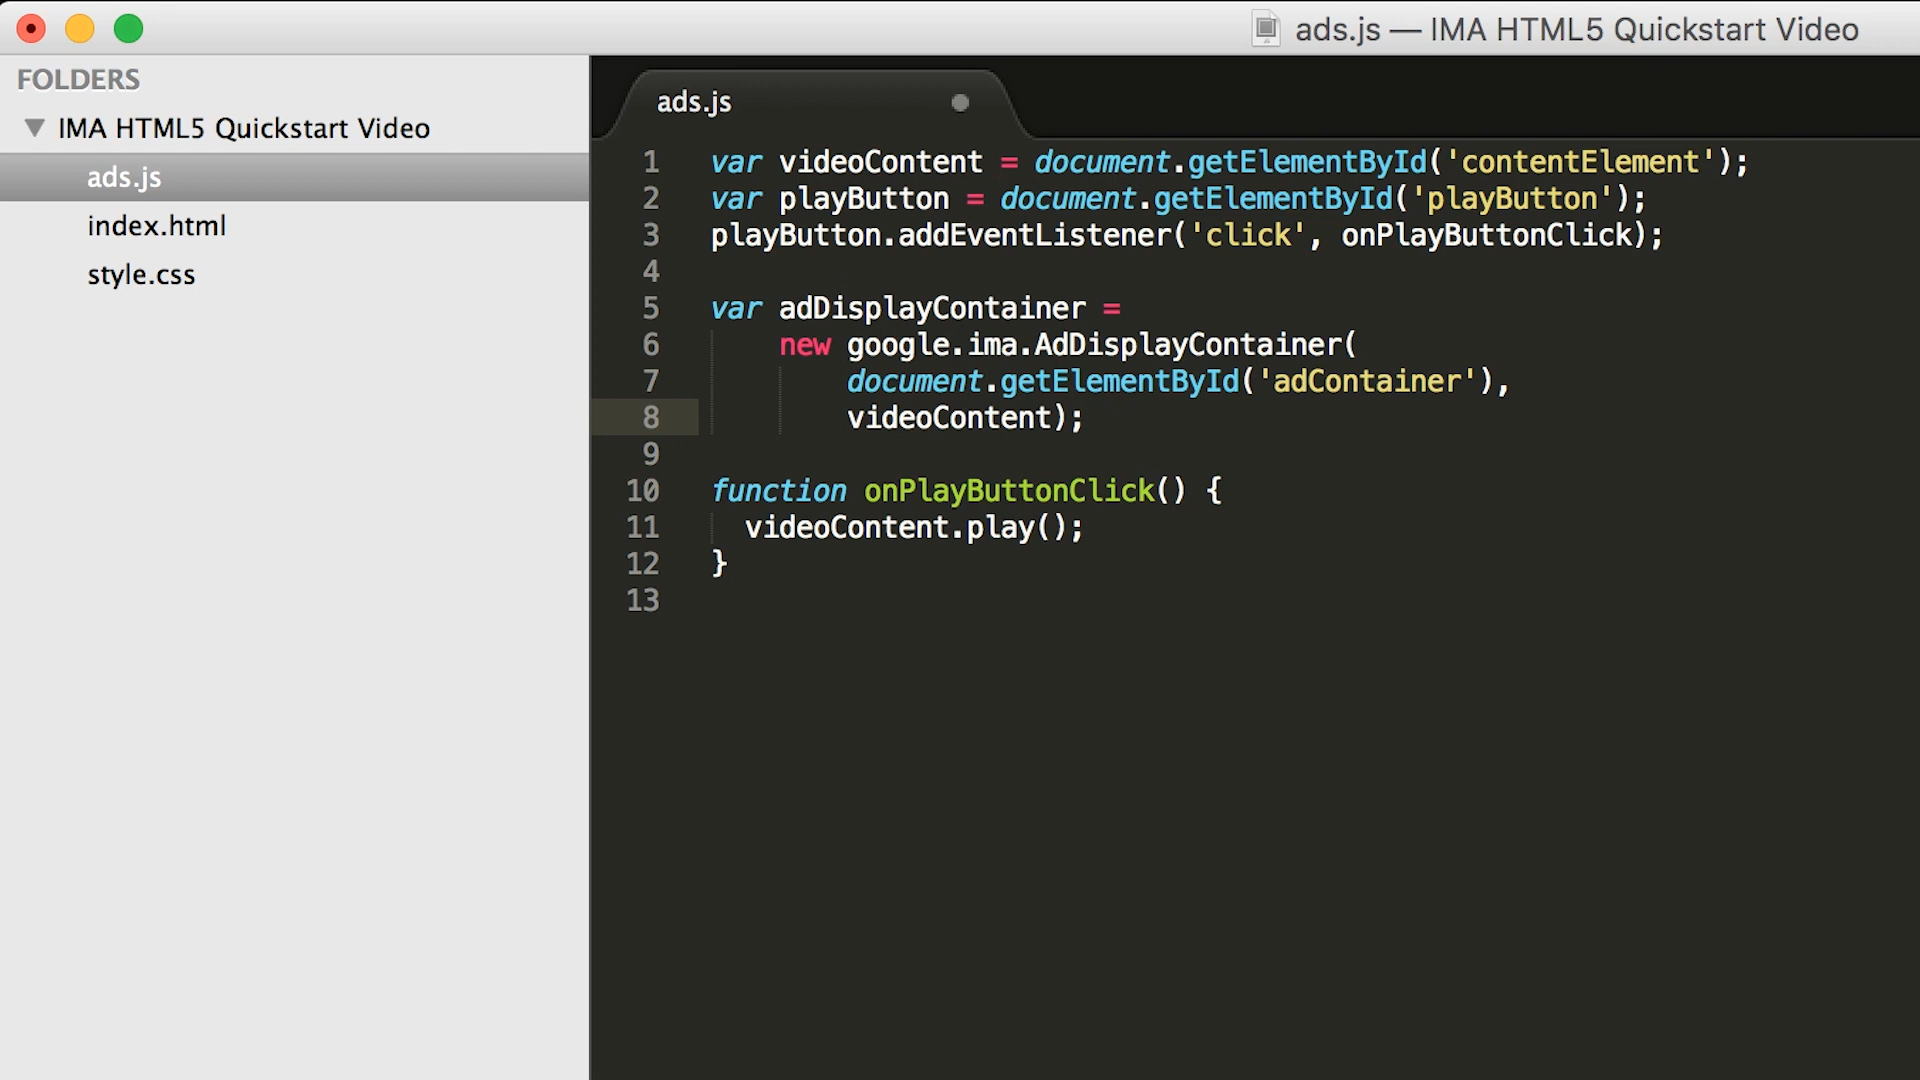 ads.js — IMA HTML5 Quickstart Video
FOLDERS
IMA HTML5 Quickstart Video
ads.js
index.html
style.css
ads.js
1 var videoContent = document.getElementById('contentElement');
2 var playButton = document.getElementById('playButton');
3 playButton.addEventListener('click', onPlayButtonClick);
4
5 var adDisplayContainer =
6     new google.ima.AdDisplayContainer(
7         document.getElementById('adContainer'),
8         videoContent);
9
10 function onPlayButtonClick() {
11   videoContent.play();
12 }
13